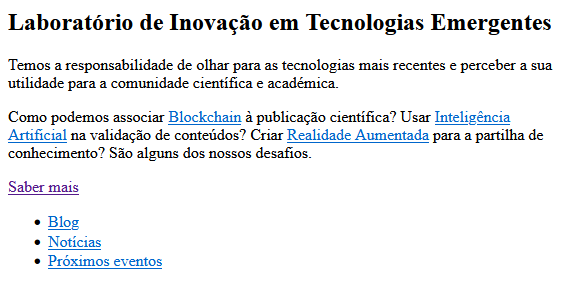 Laboratório de Inovação em Tecnologias Emergentes
Temos a responsabilidade de olhar para as tecnologias mais recentes e perceber a sua
utilidade para a comunidade científica e académica.
Como podemos associar Blockchain à publicação científica? Usar Inteligência
Artificial na validação de conteúdos? Criar Realidade Aumentada para a partilha de
conhecimento? São alguns dos nossos desafios.
Saber mais
Blog
Notícias
Próximos eventos